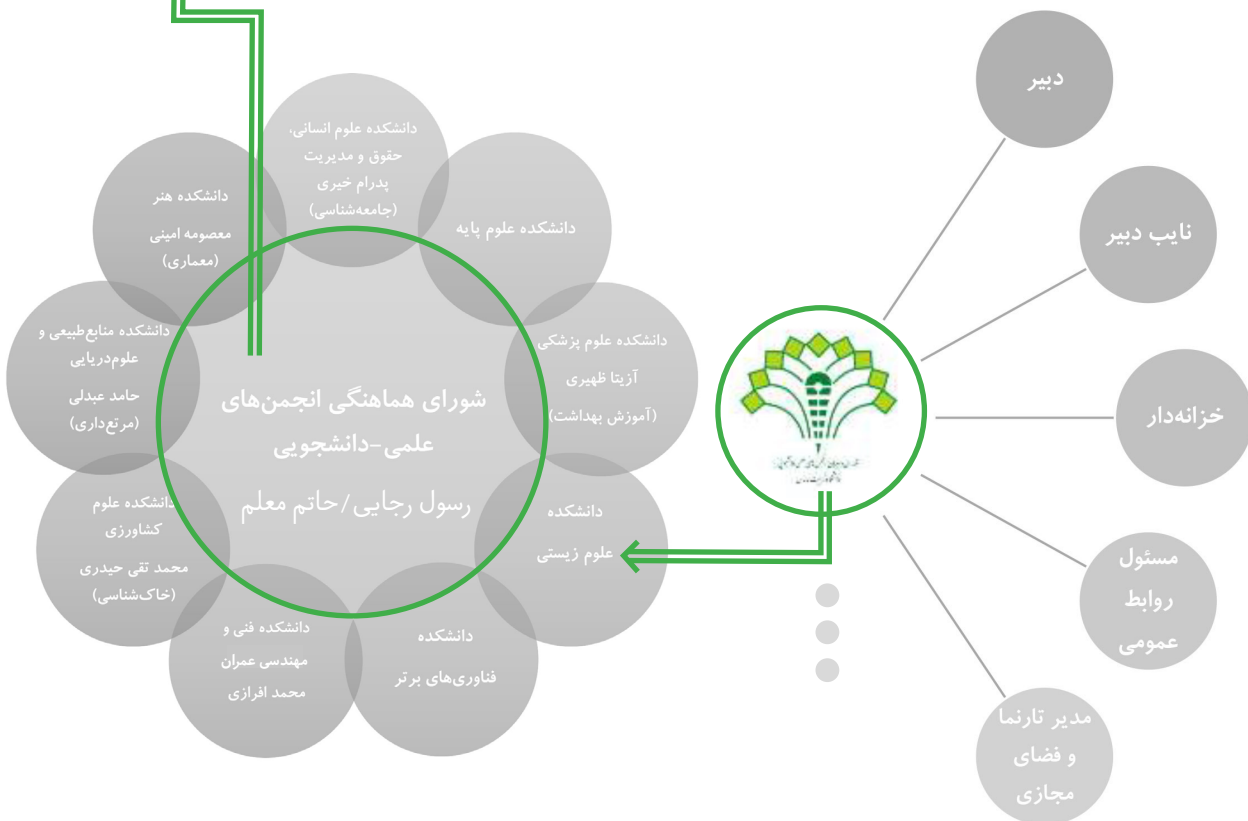 دبیر
نایب دبیر
خزانه‌دار
مسئول
روابط
عمومی
مدیر تارنما
و فضای
مجازی
شورای هماهنگی انجمن‌های
علمی-دانشجویی
رسول رجایی/حاتم معلم
دانشکده علوم انسانی،
حقوق و مدیریت
پدرام خیری
(جامعه‌شناسی)
دانشکده علوم پایه
دانشکده علوم پزشکی
آزیتا ظهیری
(آموزش بهداشت)
دانشکده
علوم زیستی
دانشکده
فناوری‌های برتر
دانشکده فنی و
مهندسی عمران
محمد افرازی
دانشکده علوم
کشاورزی
محمد تقی حیدری
(خاک‌شناسی)
دانشکده منابع‌طبیعی و
علوم‌دریایی
حامد عبدلی
(مرتع‌داری)
دانشکده هنر
معصومه امینی
(معماری)